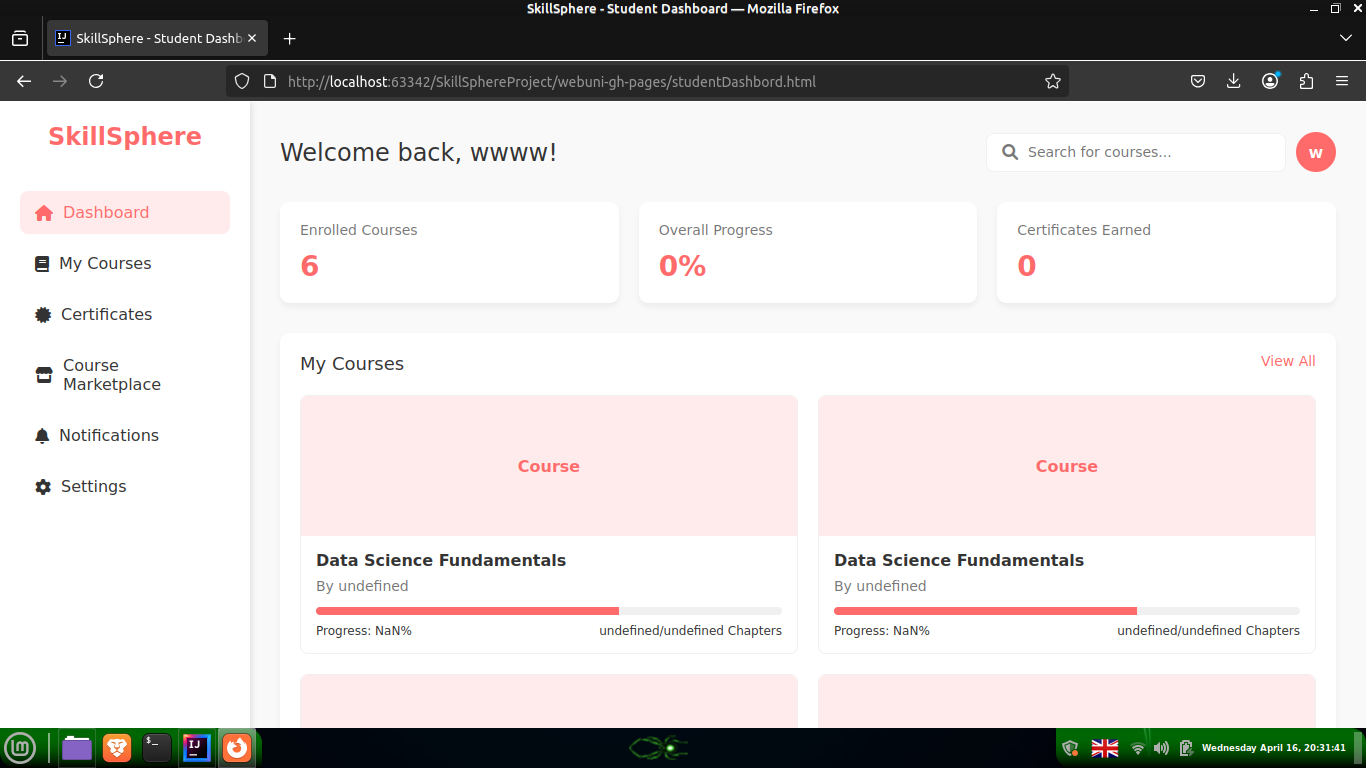 SkillSphere - Student Dashboard — Mozilla Firefox
SkillSphere - Student Dashb
http://localhost:63342/SkillSphereProject/webuni-gh-pages/studentDashbord.html
SkillSphere
Dashboard
My Courses
Certificates
Course
Marketplace
Notifications
Settings
Welcome back, wwww!
Search for courses...
w
Enrolled Courses
6
Overall Progress
0%
Certificates Earned
0
My Courses
View All
Course
Data Science Fundamentals
By undefined
Progress: NaN%
undefined/undefined Chapters
Course
Data Science Fundamentals
By undefined
Progress: NaN%
undefined/undefined Chapters
Wednesday April 16, 20:31:41